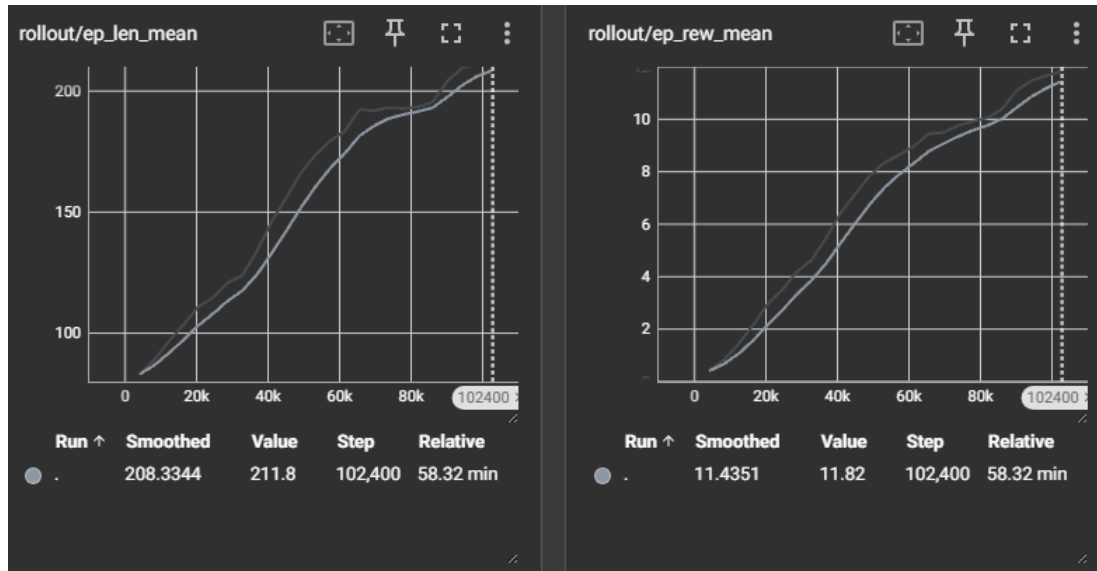 rollout/ep_len_mean
200
150
100
0 20k 40k 60k 80k 102400
Run ↑ Smoothed Value Step Relative
. 208.3344 211.8 102,400 58.32 min
rollout/ep_rew_mean
10
8
6
4
2
0 20k 40k 60k 80k 102400
Run ↑ Smoothed Value Step Relative
. 11.4351 11.82 102,400 58.32 min